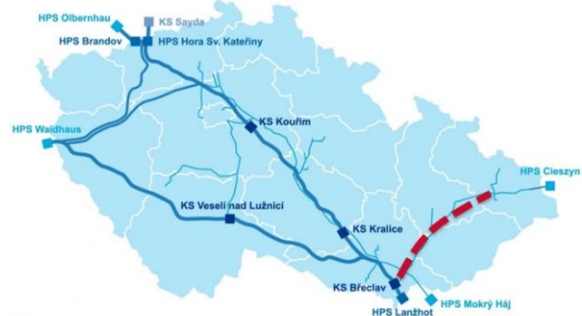 HPS Olbernhau
KS Sayda
HPS Brandov
HPS Hora Sv. Kateřiny
HPS Waidhaus
KS Kouřim
HPS Cieszyn
KS Veselí nad Lužnicí
KS Kralice
KS Břeclav
HPS Mokrý Háj
HPS Lanžhot